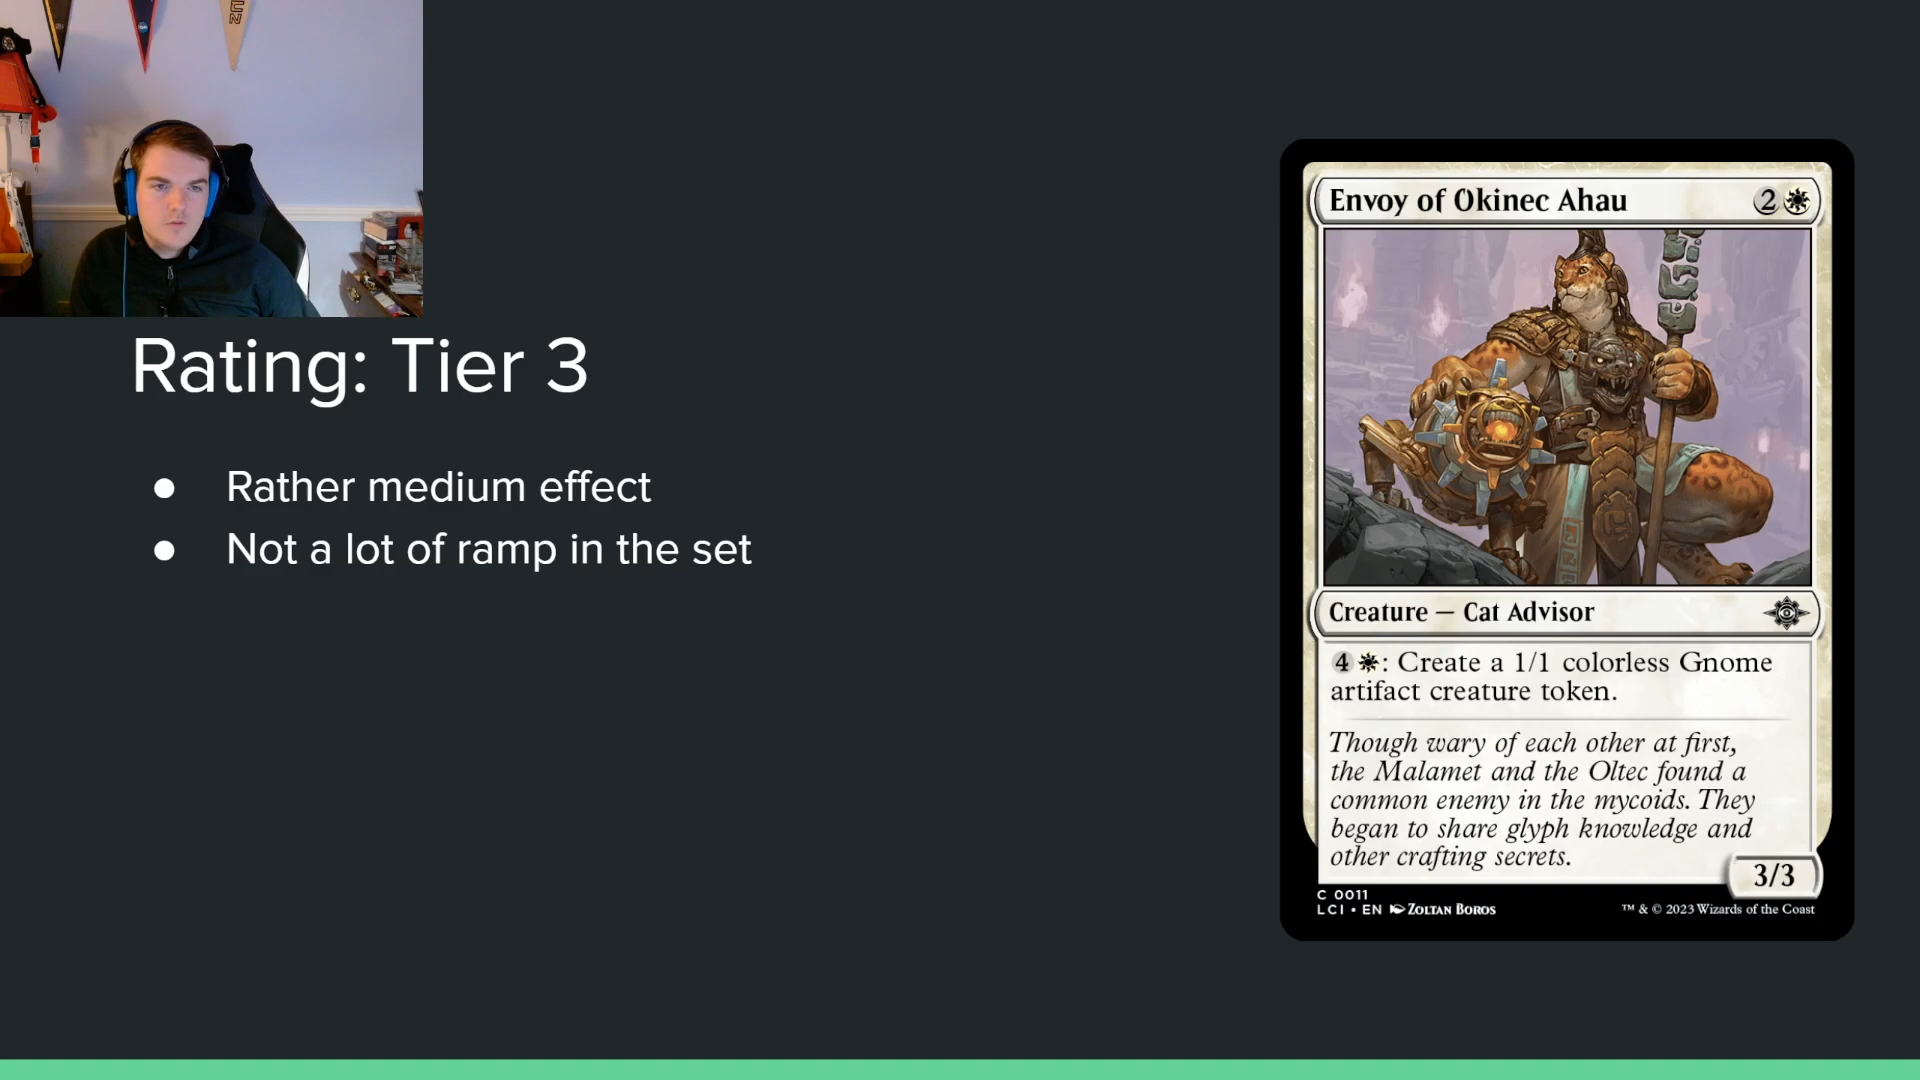 Rating: Tier 3
● Rather medium effect
● Not a lot of ramp in the set
Envoy of Okinec Ahau 2
Creature — Cat Advisor
4 : Create a 1/1 colorless Gnome
artifact creature token.
Though wary of each other at first,
the Malamet and the Oltec found a
common enemy in the mycoids. They
began to share glyph knowledge and
other crafting secrets.
3/3
C 0011
LCI • EN Zoltan Boros
™ & © 2023 Wizards of the Coast